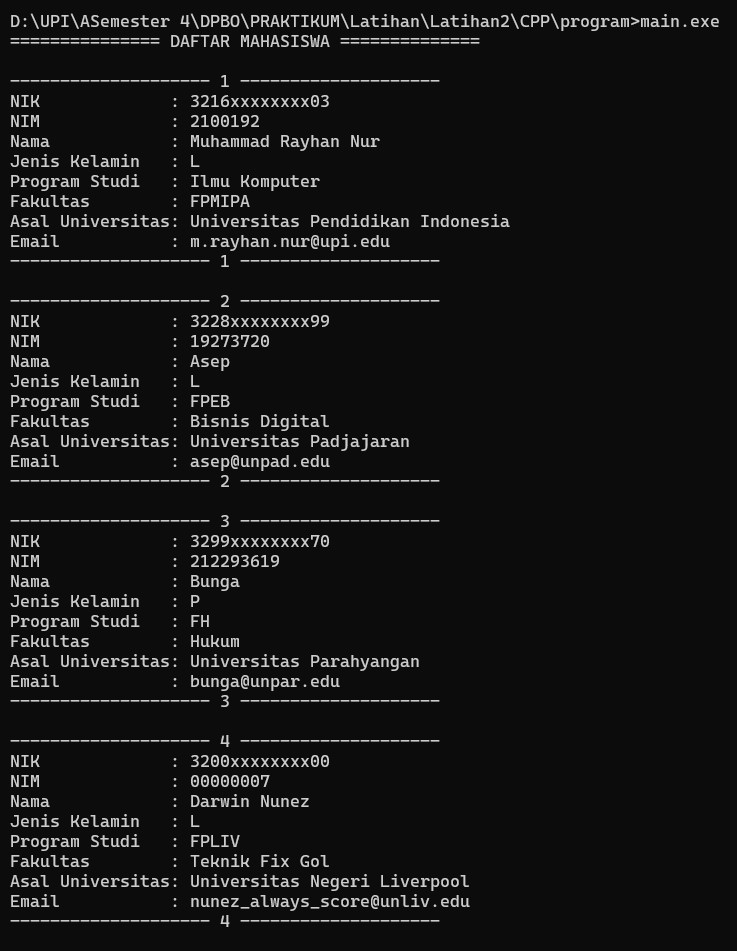 D:\UPI\ASemester 4\DPBO\PRAKTIKUM\Latihan\Latihan2\CPP\program>main.exe
=============== DAFTAR MAHASISWA ==============
-------------------- 1 --------------------
NIK             : 3216xxxxxxxx03
NIM             : 2100192
Nama            : Muhammad Rayhan Nur
Jenis Kelamin   : L
Program Studi   : Ilmu Komputer
Fakultas        : FPMIPA
Asal Universitas: Universitas Pendidikan Indonesia
Email           : m.rayhan.nur@upi.edu
-------------------- 1 --------------------
-------------------- 2 --------------------
NIK             : 3228xxxxxxxx99
NIM             : 19273720
Nama            : Asep
Jenis Kelamin   : L
Program Studi   : FPEB
Fakultas        : Bisnis Digital
Asal Universitas: Universitas Padjajaran
Email           : asep@unpad.edu
-------------------- 2 --------------------
-------------------- 3 --------------------
NIK             : 3299xxxxxxxx70
NIM             : 212293619
Nama            : Bunga
Jenis Kelamin   : P
Program Studi   : FH
Fakultas        : Hukum
Asal Universitas: Universitas Parahyangan
Email           : bunga@unpar.edu
-------------------- 3 --------------------
-------------------- 4 --------------------
NIK             : 3200xxxxxxxx00
NIM             : 00000007
Nama            : Darwin Nunez
Jenis Kelamin   : L
Program Studi   : FPLIV
Fakultas        : Teknik Fix Gol
Asal Universitas: Universitas Negeri Liverpool
Email           : nunez_always_score@unliv.edu
-------------------- 4 --------------------